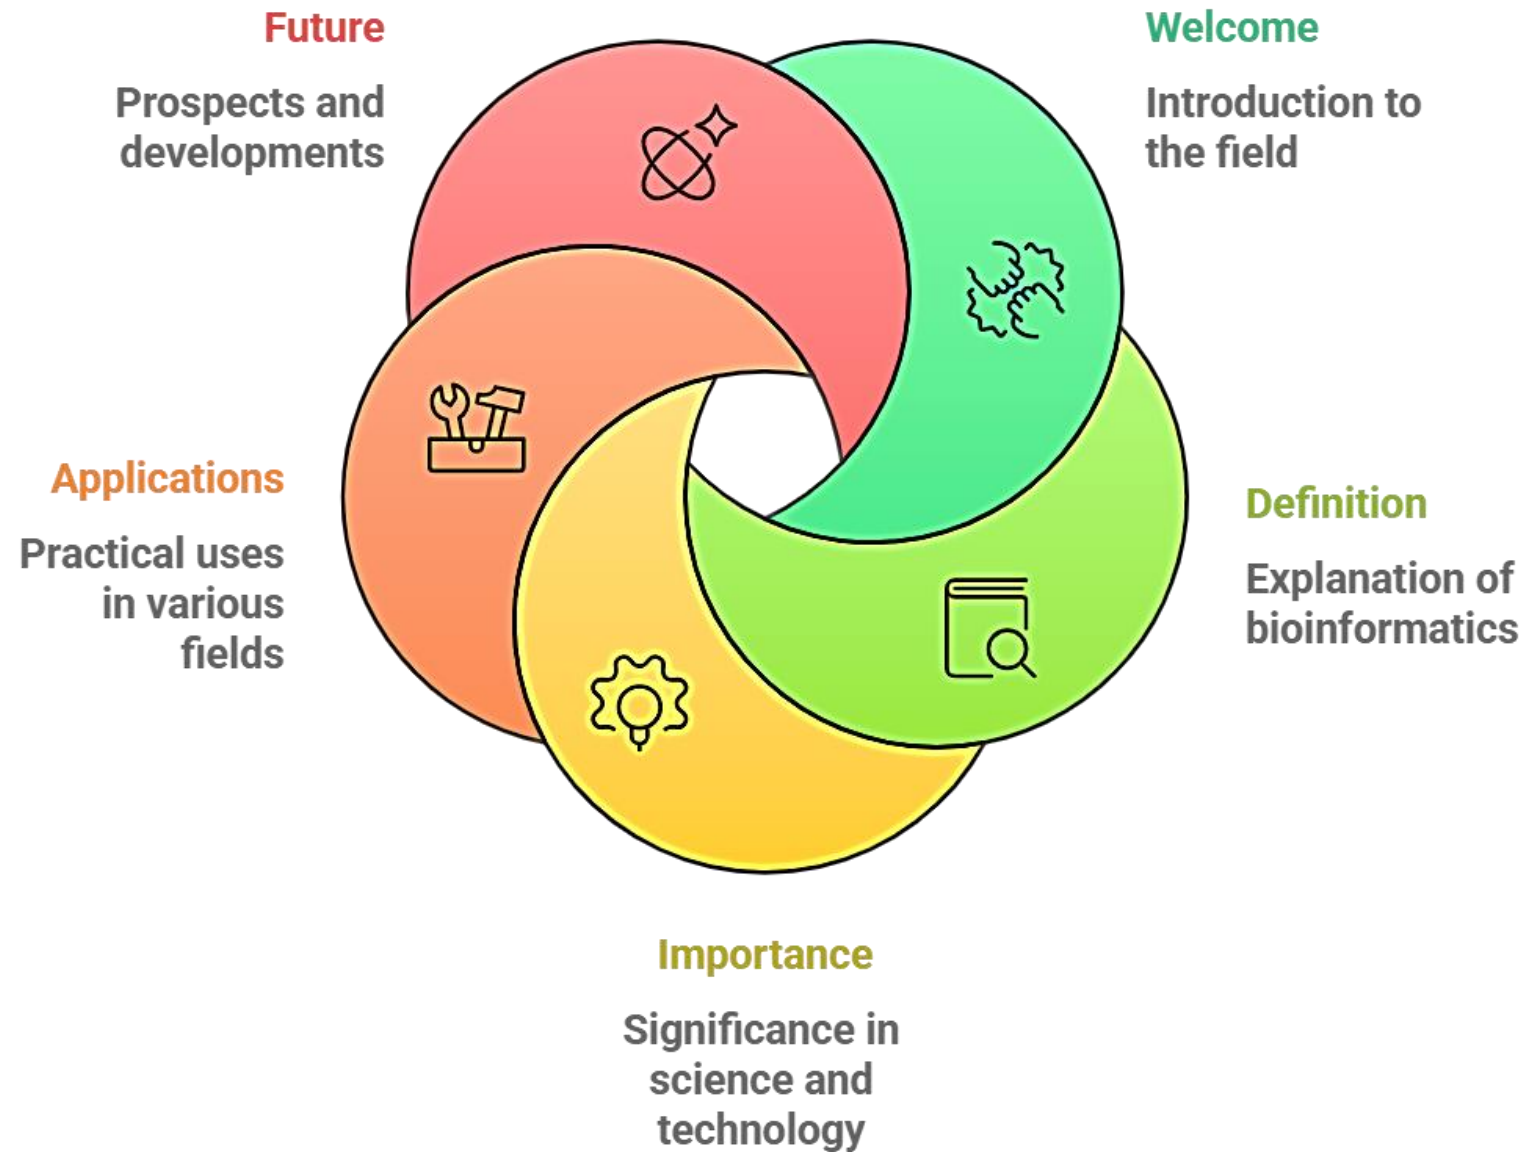 Future
Prospects and
developments
Welcome
Introduction to
the field
Applications
Practical uses
in various
fields
Definition
Explanation of
bioinformatics
Importance
Significance in
science and
technology